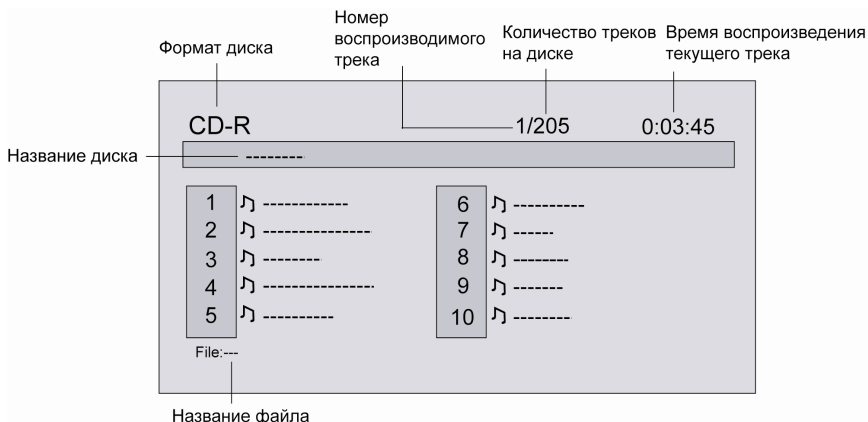 Номер
воспроизводимого
трека
Количество треков
на диске
Время воспроизведения
текущего трека
Формат диска
CD-R
1/205
0:03:45
Название диска
--------
1 ------------
2 ----------------
3 --------
4 ----------------
5 ----------
6 ----------
7 ------
8 --------
9 -------
10 --------
File:---
Название файла